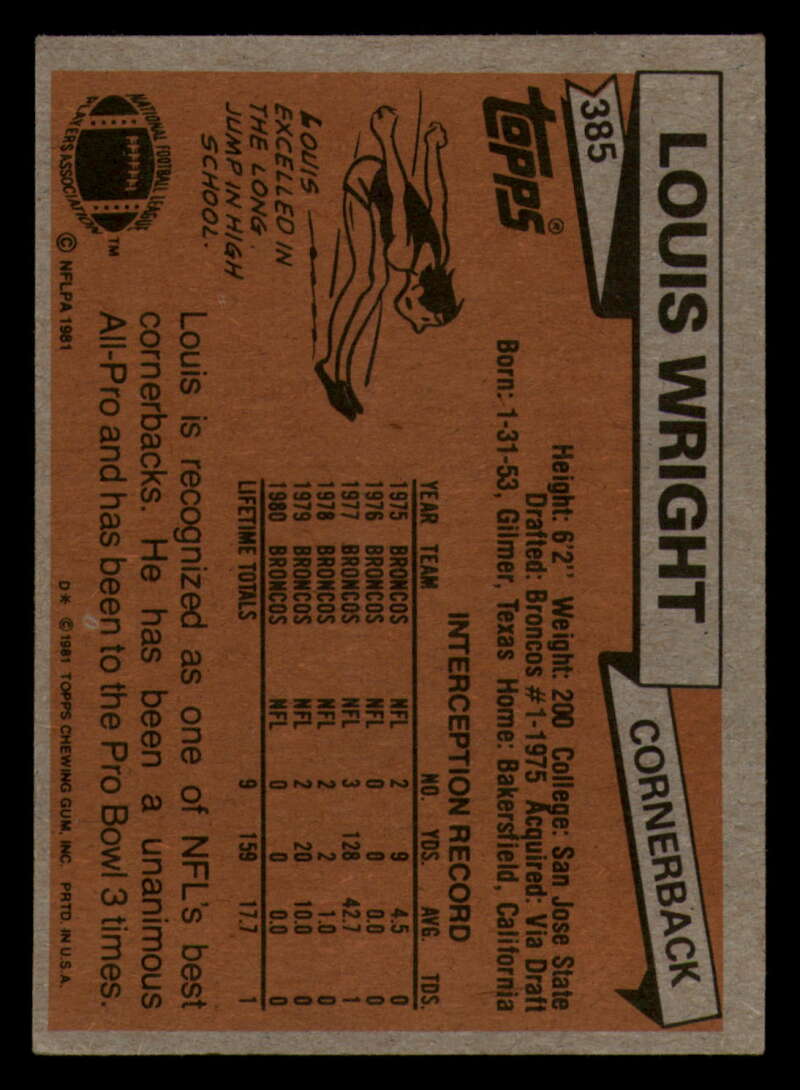 LOUIS WRIGHT
CORNERBACK
385
TOPPS®
Height: 6'2" Weight: 200 College: San Jose State
Drafted: Broncos #1-1975 Acquired: Via Draft
Born: 1-31-53, Gilmer, Texas Home: Bakersfield, California
INTERCEPTION RECORD
YEAR TEAM NO. YDS. AVG. TDS.
1975 BRONCOS NFL 2 9 4.5 0
1976 BRONCOS NFL 0 0 0.0 0
1977 BRONCOS NFL 3 128 42.7 1
1978 BRONCOS NFL 2 2 1.0 0
1979 BRONCOS NFL 2 20 10.0 0
1980 BRONCOS NFL 0 0 0.0 0
LIFETIME TOTALS 9 159 17.7 1
LOUIS
EXCELLED IN
THE LONG
JUMP IN HIGH
SCHOOL.
Louis is recognized as one of NFL's best
cornerbacks. He has been a unanimous
All-Pro and has been to the Pro Bowl 3 times.
NATIONAL FOOTBALL LEAGUE
PLAYERS ASSOCIATION
TM
© NFLPA 1981
D* © 1981 TOPPS CHEWING GUM, INC. PRTD. IN U.S.A.